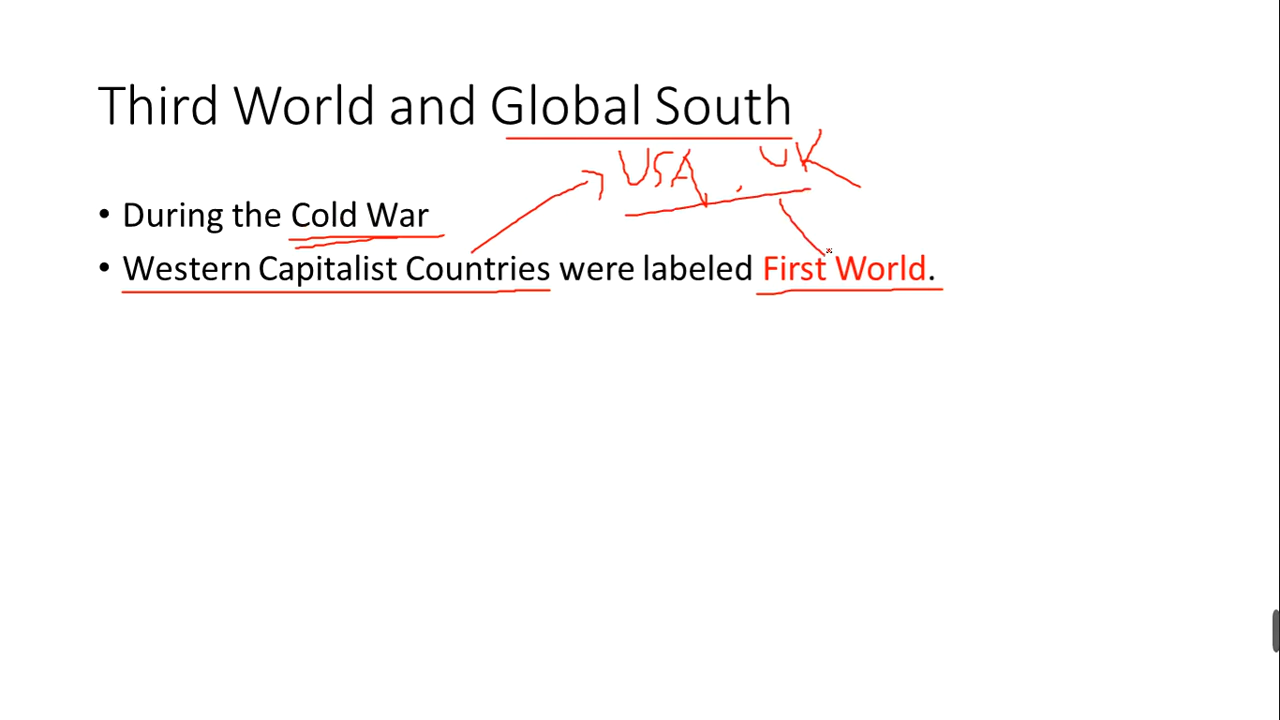 Third World and Global South
USA, UK
• During the Cold War
• Western Capitalist Countries were labeled First World.